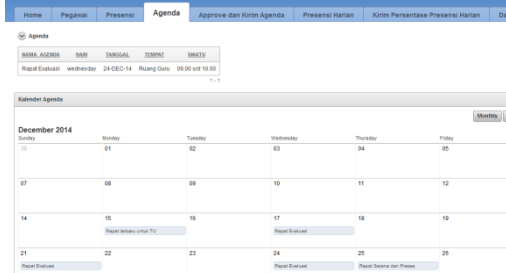 Home Pegawai Presensi Agenda Approve dan Kirim Agenda Presensi Harian Kirim Persentase Presensi Harian
Agenda
NAMA AGENDA HARI TANGGAL TEMPAT WAKTU
Rapat Evaluasi wednesday 24-DEC-14 Ruang Guru 09.00 s/d 10.00
1 - 1
Kalender Agenda
Monthly
December 2014
Sunday Monday Tuesday Wednesday Thursday Friday
30 01 02 03 04 05
07 08 09 10 11 12
14 15 16 17 18 19
Rapat terbaru untuk TU Rapat Evaluasi
21 22 23 24 25 26
Rapat Evaluasi Rapat Evaluasi Rapat Sarana dan Prasas